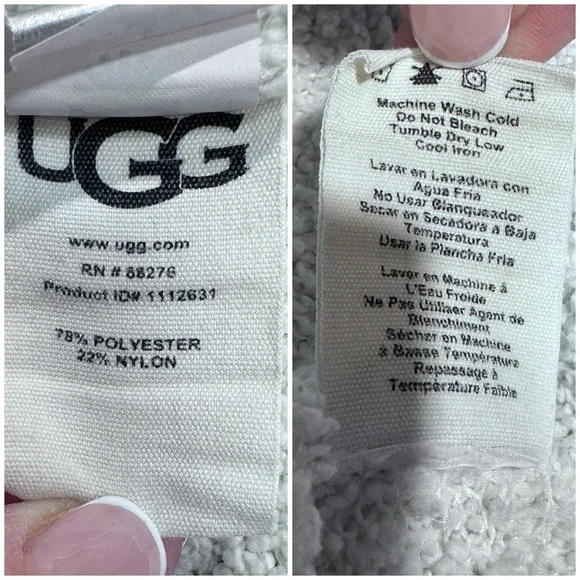 UGG
www.ugg.com
RN # 88276
Product ID# 1112631
78% POLYESTER
22% NYLON
Machine Wash Cold
Do Not Bleach
Tumble Dry Low
Cool Iron
Lavar en Lavadora con
Agua Fria
No Usar Blanqueador
Secar en Secadora a Baja
Temperatura
Usar la Plancha Fria
Laver en Machine à
L'Eau Froide
Ne Pas Utiliser Agent de
Blanchiment
Sécher en Machine
à Basse Température
Repassage à
Température Faible